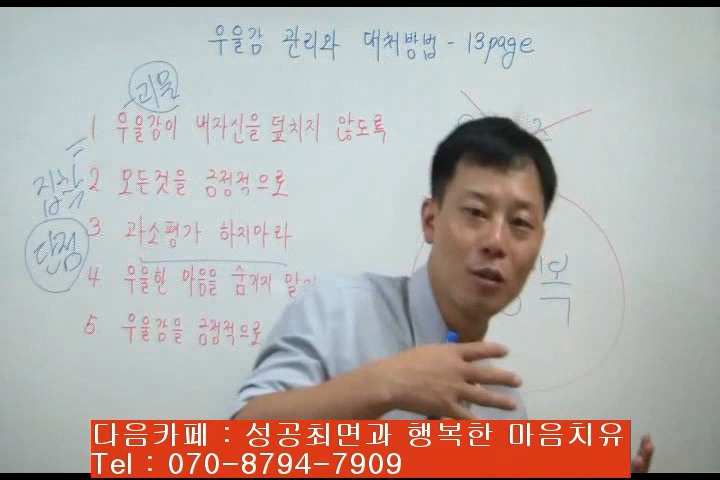 우울감 관리와 대처방법 - 13page
괴물
1 우울감이 내자신을 덮치지 않도록
집착 2 모든것을 긍정적으로
3 과소평가 하지마라
단정
4 우울한 마음을 숨기지
5 우울감을 긍정적으로
복
다음카페 : 성공최면과 행복한 마음치유
Tel : 070-8794-7909